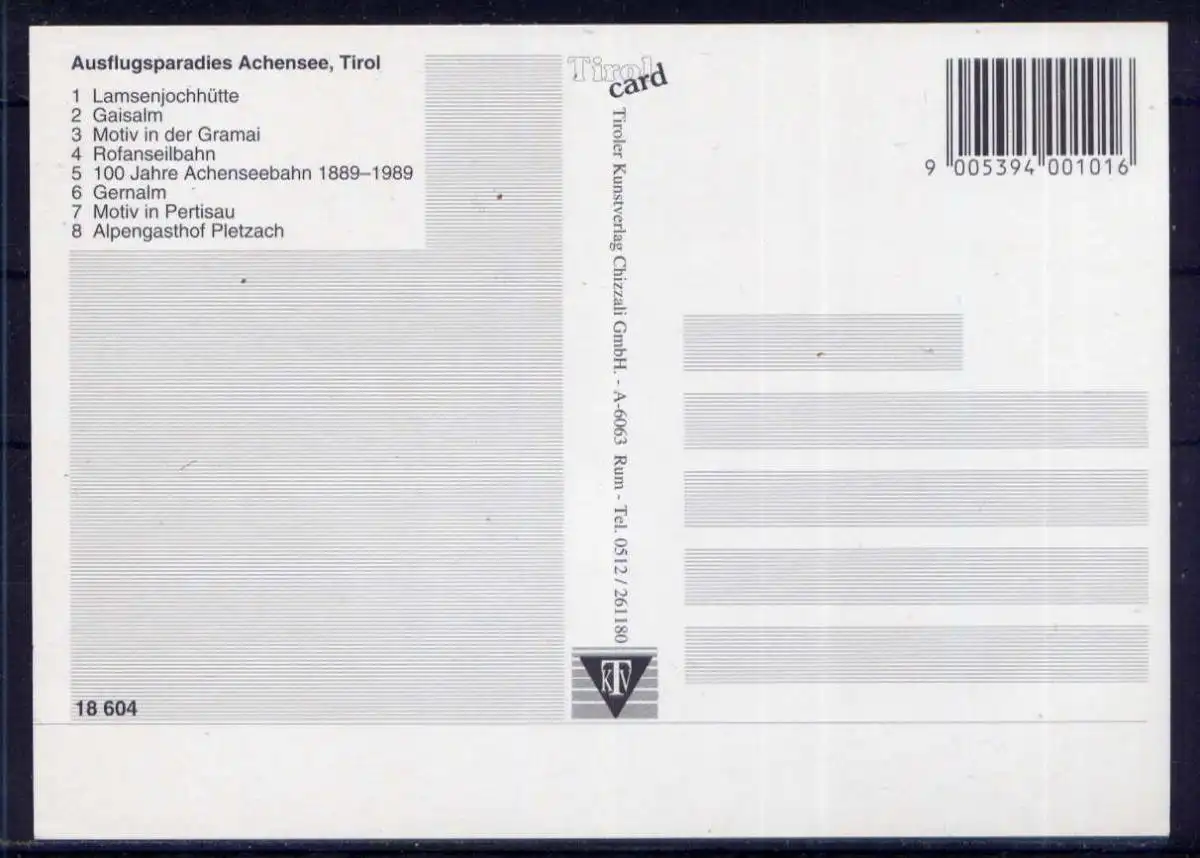 Ausflugsparadies Achensee, Tirol
1 Lamsenjochhütte
2 Gaisalm
3 Motiv in der Gramai
4 Rofanseilbahn
5 100 Jahre Achenseebahn 1889–1989
6 Gernalm
7 Motiv in Pertisau
8 Alpengasthof Pletzach
18 604
Tirol
card
Tiroler Kunstverlag Chizzali GmbH. - A-6063 Rum - Tel. 0512 / 261180
KTV
9 005394 001016